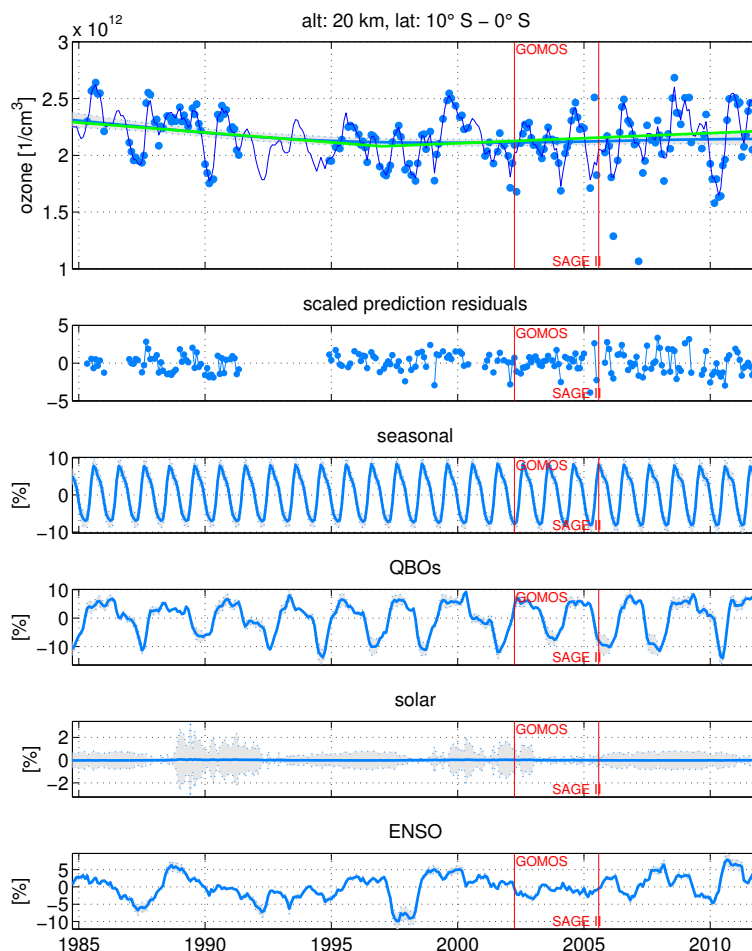 alt: 20 km, lat: 10° S − 0° S
x 10^12
3
2.5
2
1.5
1
ozone [1/cm^3]
GOMOS
SAGE II
scaled prediction residuals
5
0
−5
GOMOS
SAGE II
seasonal
10
0
−10
[%]
GOMOS
SAGE II
QBOs
10
0
−10
[%]
GOMOS
SAGE II
solar
2
0
−2
[%]
GOMOS
SAGE II
ENSO
5
0
−5
−10
[%]
GOMOS
SAGE II
1985 1990 1995 2000 2005 2010